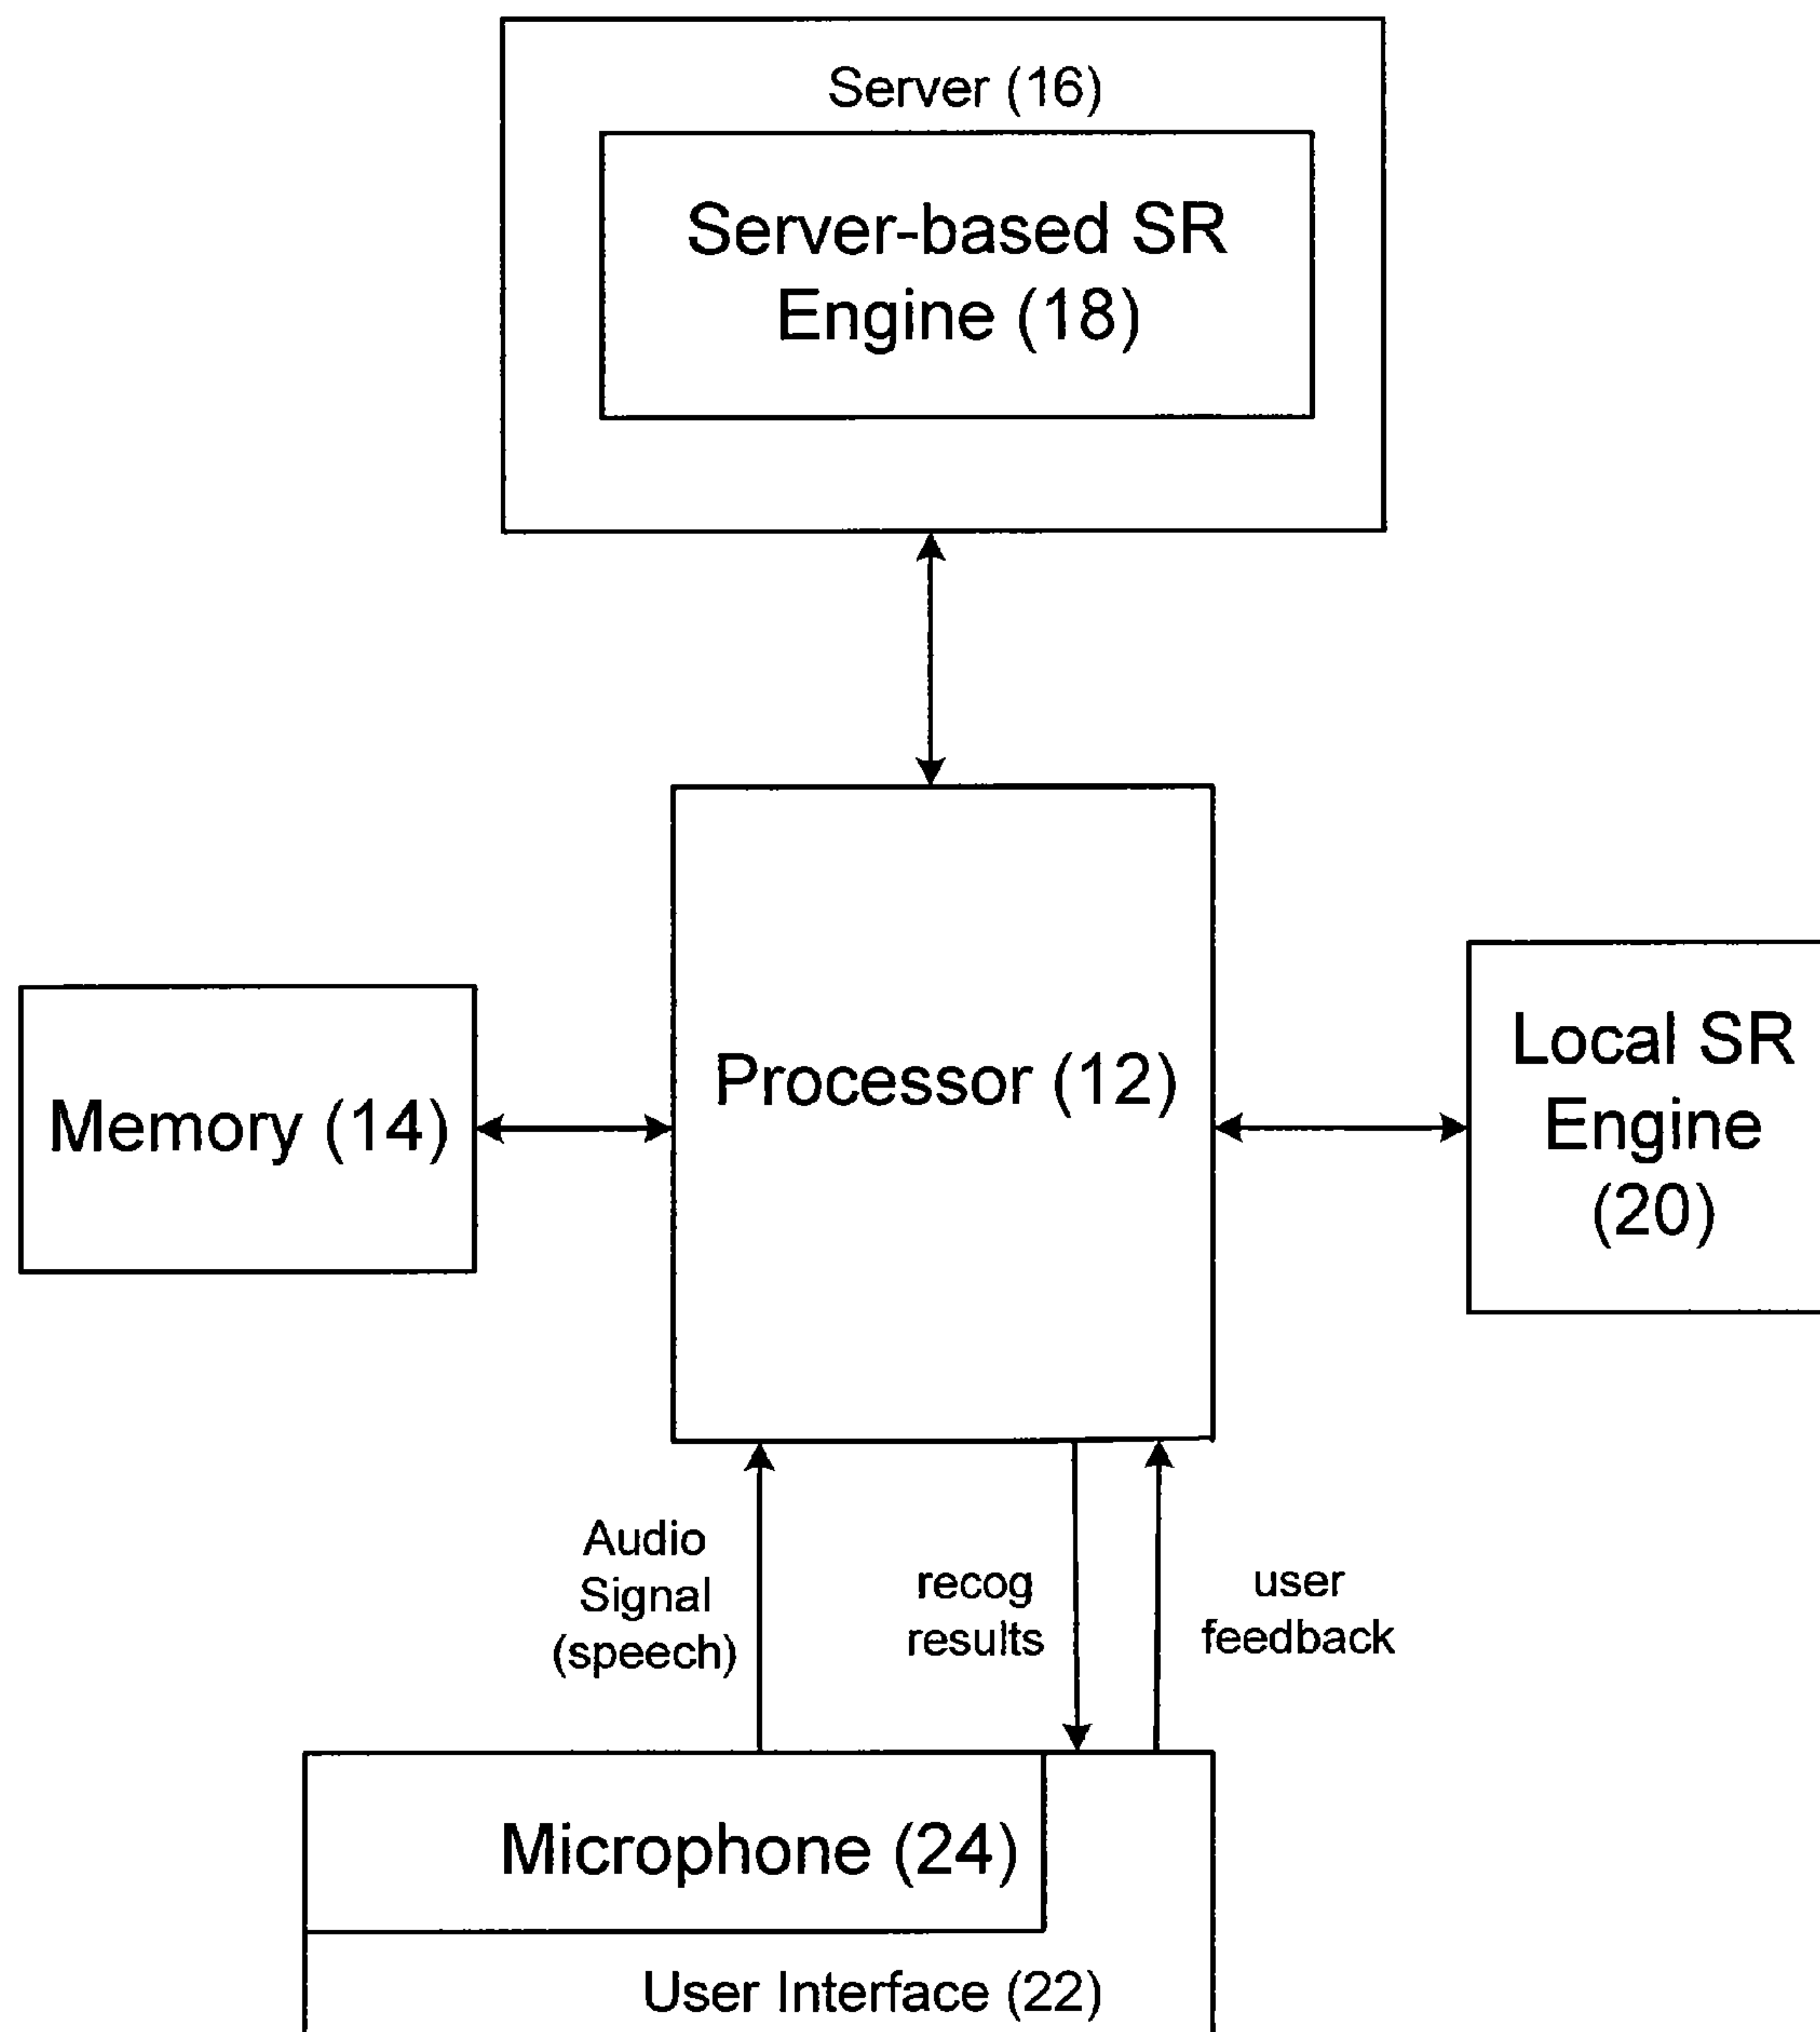 Server (16)
Server-based SR
Engine (18)
Memory (14)
Processor (12)
Local SR
Engine
(20)
Audio
Signal
(speech)
recog
results
user
feedback
Microphone (24)
User Interface (22)